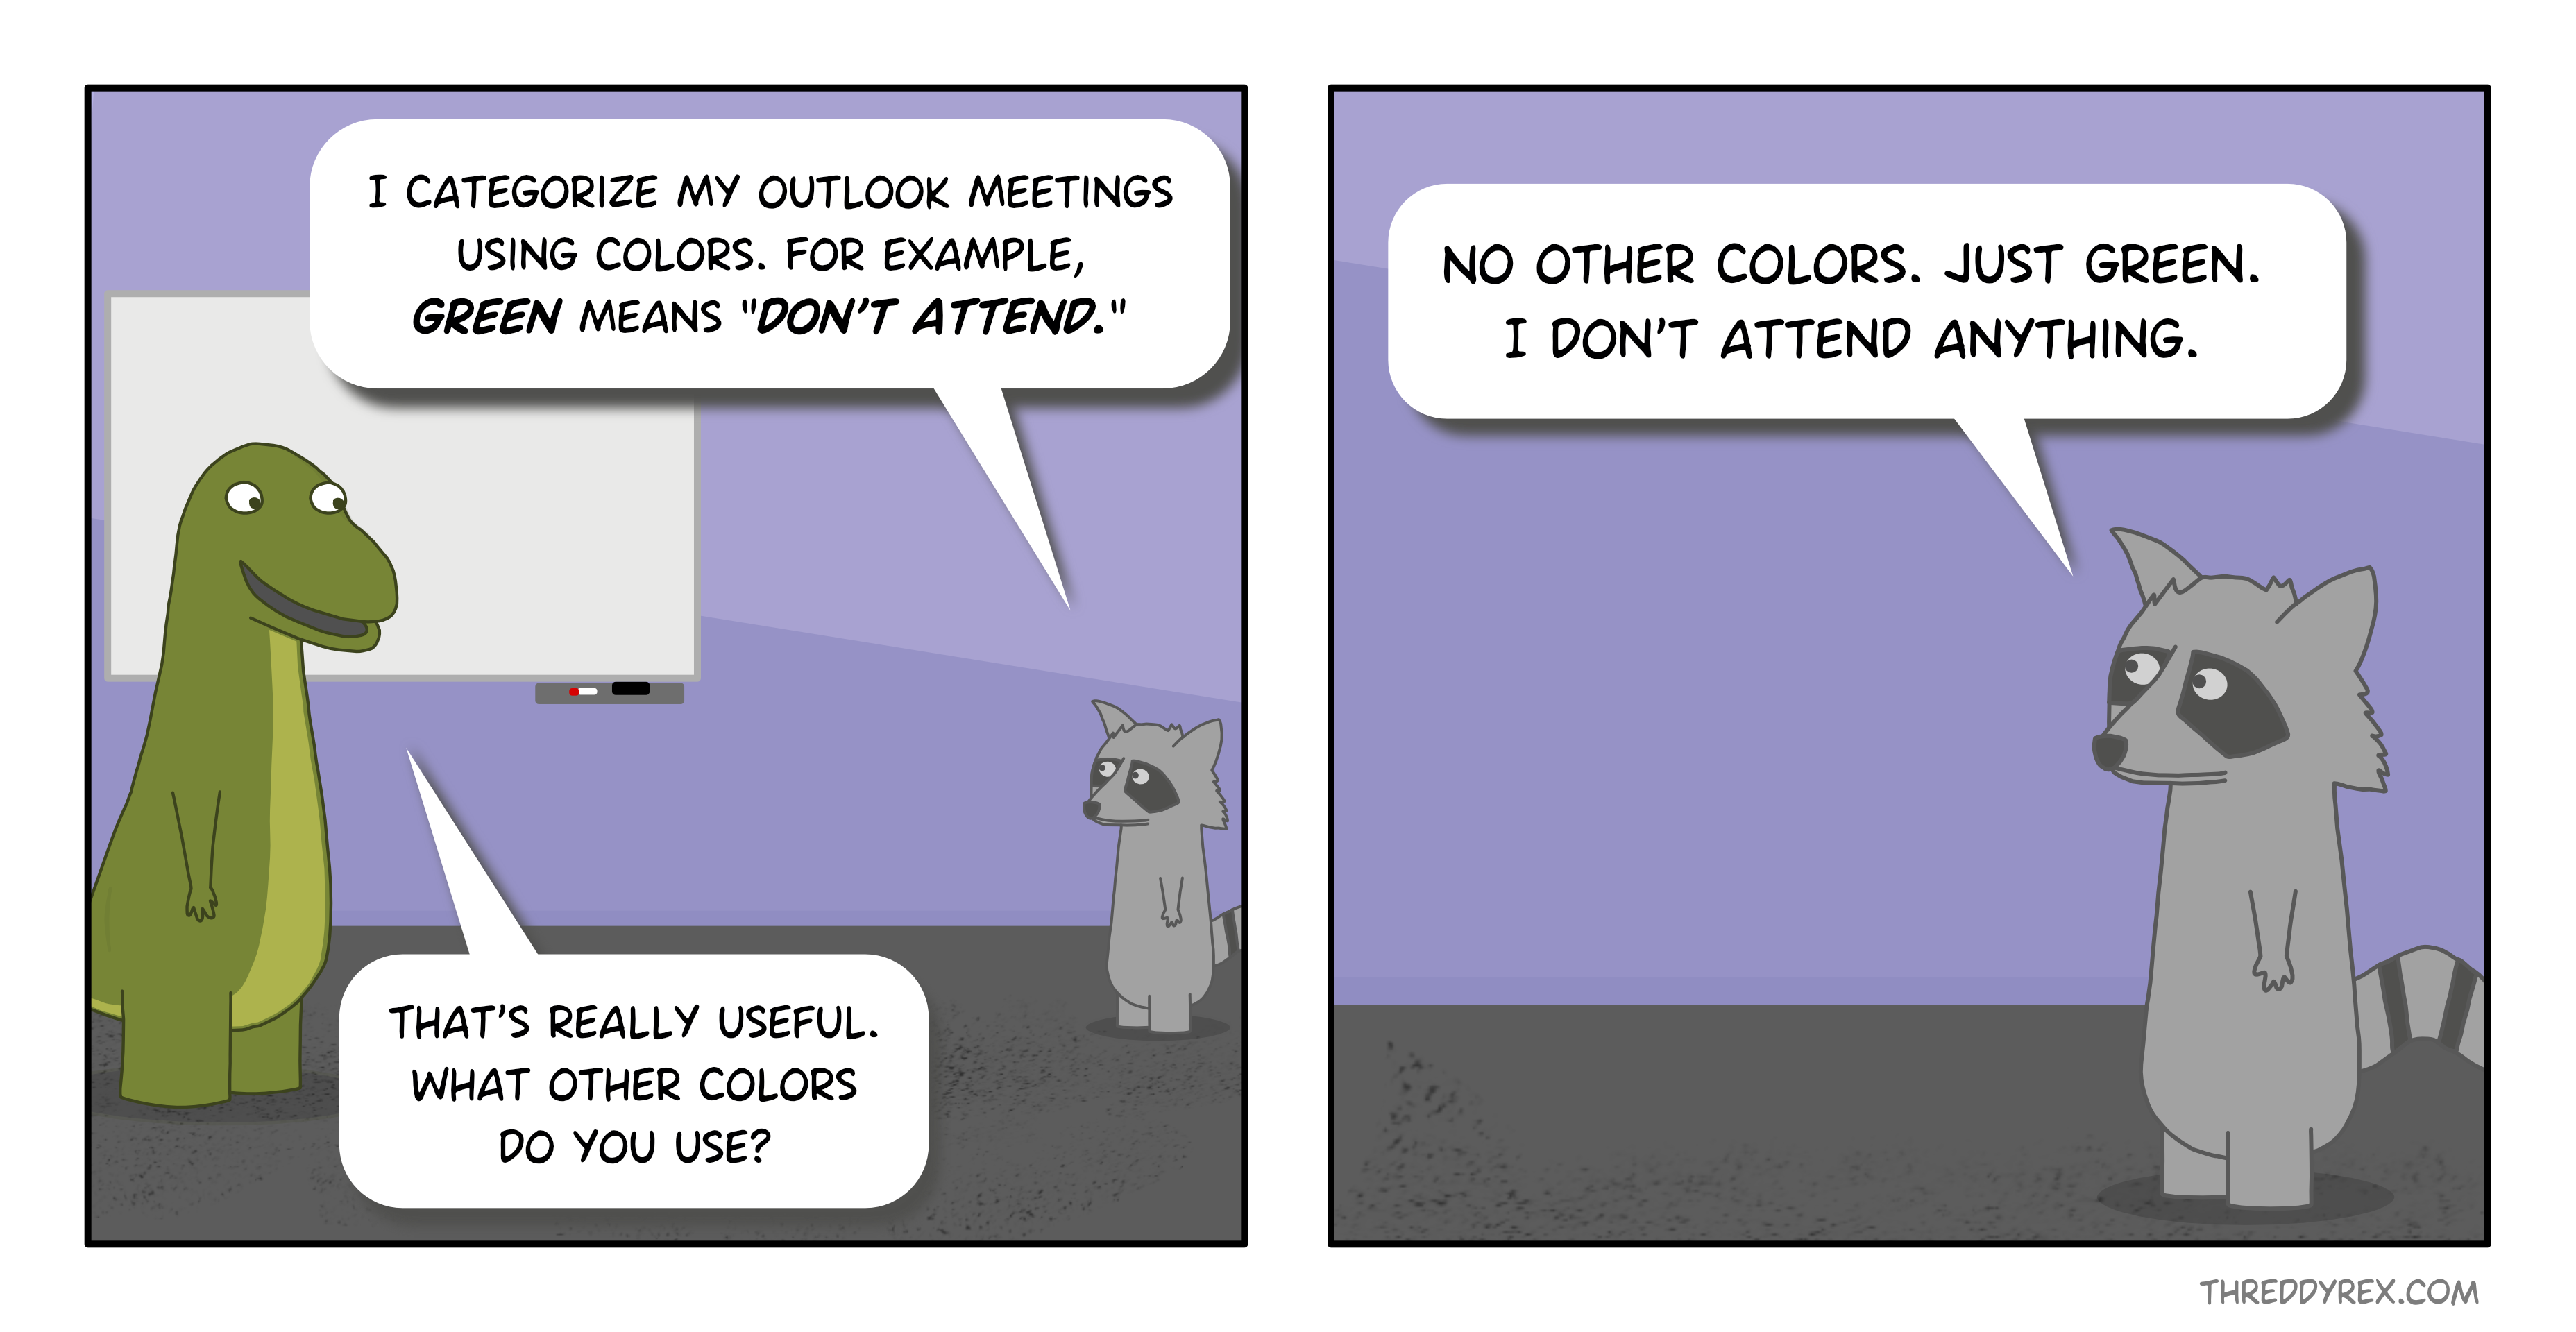 I CATEGORIZE MY OUTLOOK MEETINGS
USING COLORS. FOR EXAMPLE,
GREEN MEANS "DON'T ATTEND."
THAT'S REALLY USEFUL.
WHAT OTHER COLORS
DO YOU USE?
NO OTHER COLORS. JUST GREEN.
I DON'T ATTEND ANYTHING.
THREDDYREX.COM